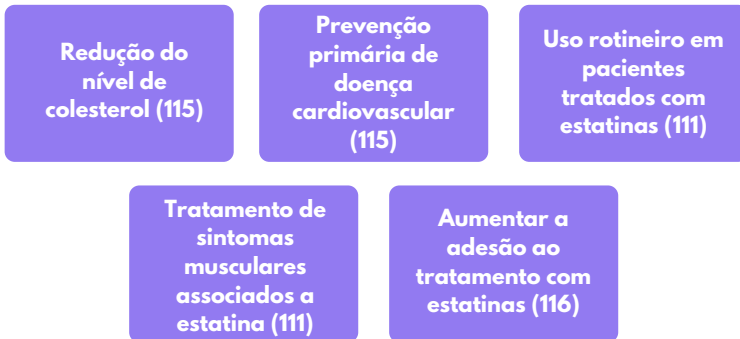 Redução do
nível de
colesterol (115)
Prevenção
primária de
doença
cardiovascular
(115)
Uso rotineiro em
pacientes
tratados com
estatinas (111)
Tratamento de
sintomas
musculares
associados a
estatina (111)
Aumentar a
adesão ao
tratamento com
estatinas (116)